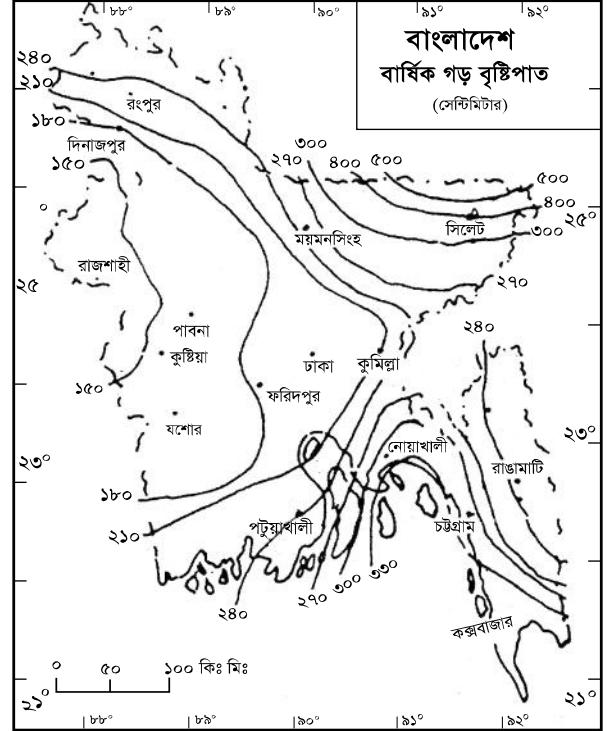 বাংলাদেশ
বার্ষিক গড় বৃষ্টিপাত
(সেন্টিমিটার)
৮৮° ৮৯° ৯০° ৯১° ৯২°
২৪০
২১০
রংপুর
১৮০
দিনাজপুর
১৫০
৩০০
২৭০ ৪০০ ৫০০
৫০০
৪০০
৩০০
২৫°
ময়মনসিংহ
সিলেট
রাজশাহী
২৫
°
২৭০
পাবনা
কুষ্টিয়া
ঢাকা
কুমিল্লা
২৪০
১৫০
ফরিদপুর
যশোর
নোয়াখালী
২৩°
২৩°
রাঙামাটি
১৮০
২১০
পটুয়াখালী
চট্টগ্রাম
২৪০
২৭০ ৩০০ ৩৩০
কক্সবাজার
০ ৫০ ১০০ কিঃ মিঃ
২১° ২১°
৮৮° ৮৯° ৯০° ৯১° ৯২°